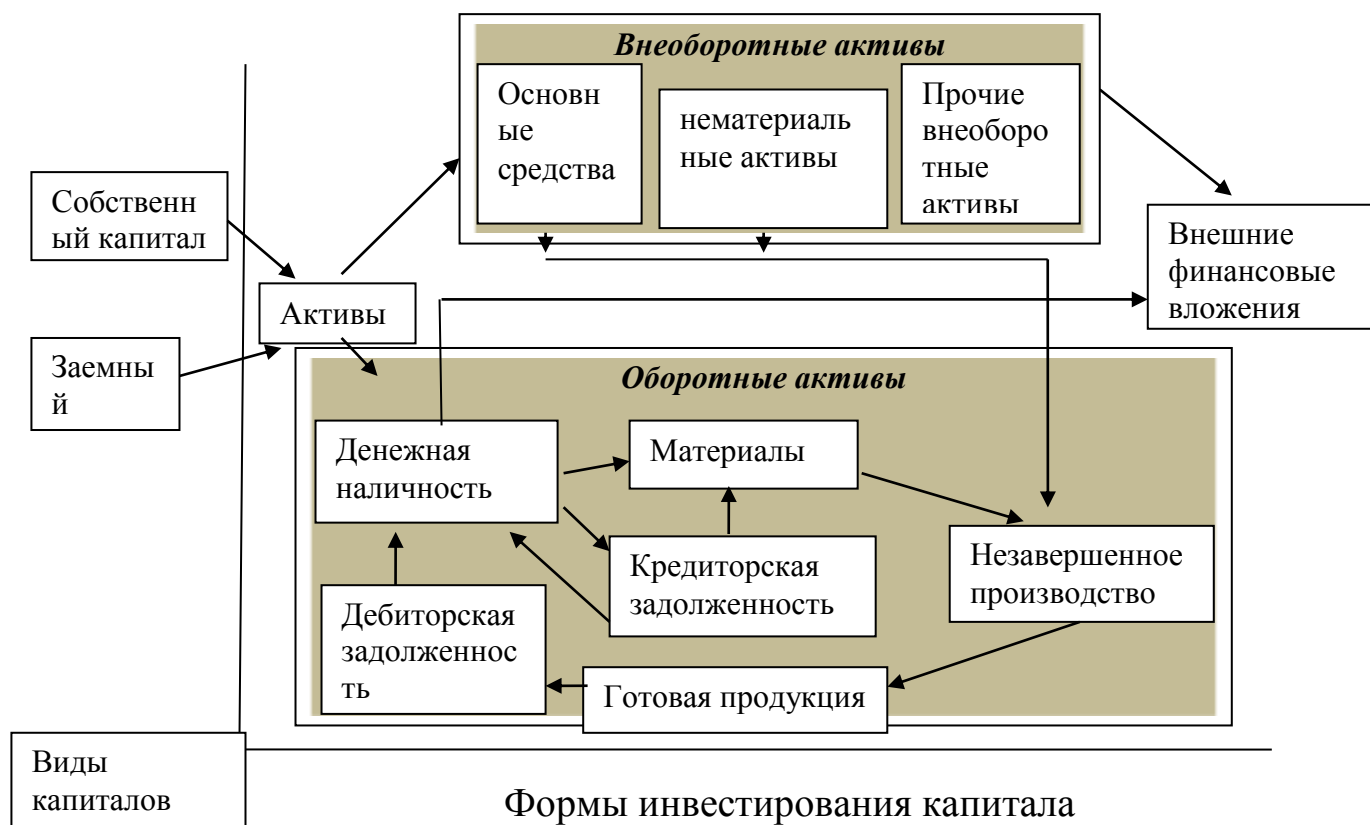 Внеоборотные активы
Основн
ые
средства
нематериаль
ные активы
Прочие
внеоборо
тные
активы
Собственн
ый капитал
Внешние
финансовые
вложения
Активы
Заемны
й
Оборотные активы
Денежная
наличность
Материалы
Кредиторская
задолженность
Незавершенное
производство
Дебиторская
задолженнос
ть
Готовая продукция
Виды
капиталов
Формы инвестирования капитала